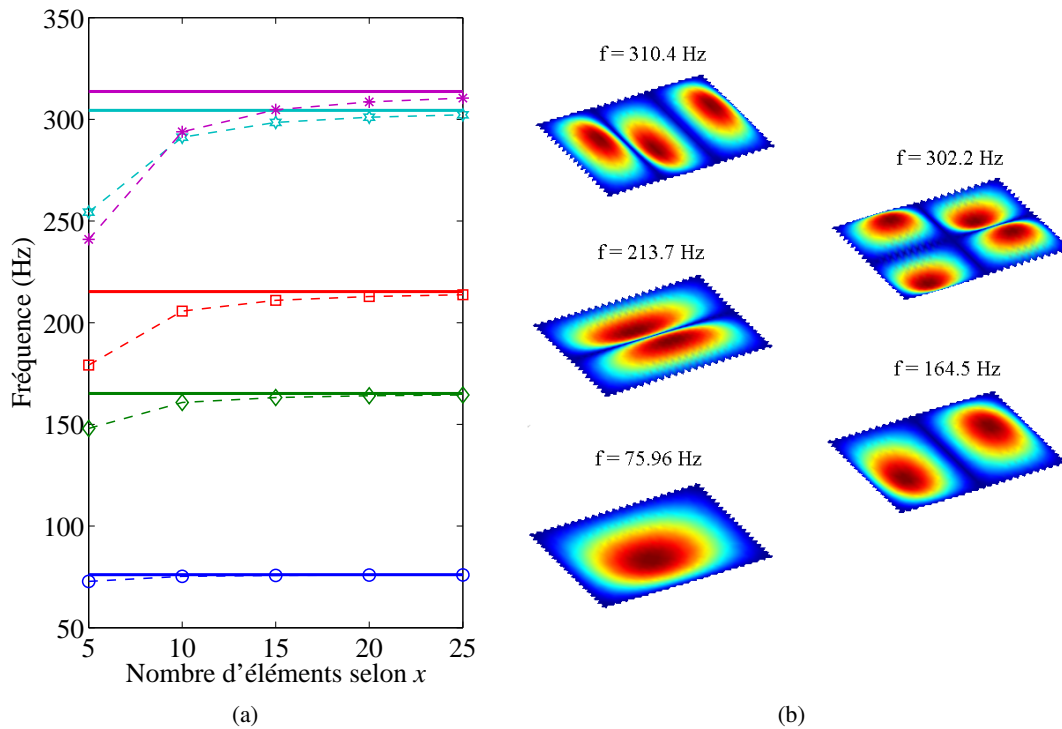 350
300
250
200
150
100
50
5
10
15
20
25
Fréquence (Hz)
Nombre d'éléments selon x
(a)
f = 310.4 Hz
f = 302.2 Hz
f = 213.7 Hz
f = 164.5 Hz
f = 75.96 Hz
(b)